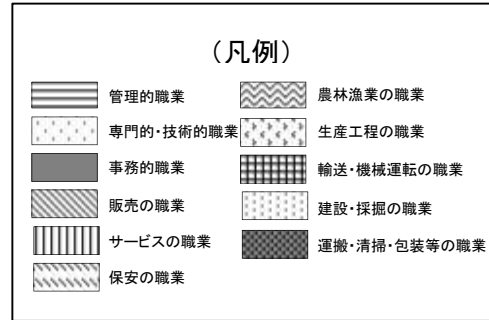 （凡例）
管理的職業
専門的・技術的職業
事務的職業
販売の職業
サービスの職業
保安の職業
農林漁業の職業
生産工程の職業
輸送・機械運転の職業
建設・採掘の職業
運搬・清掃・包装等の職業